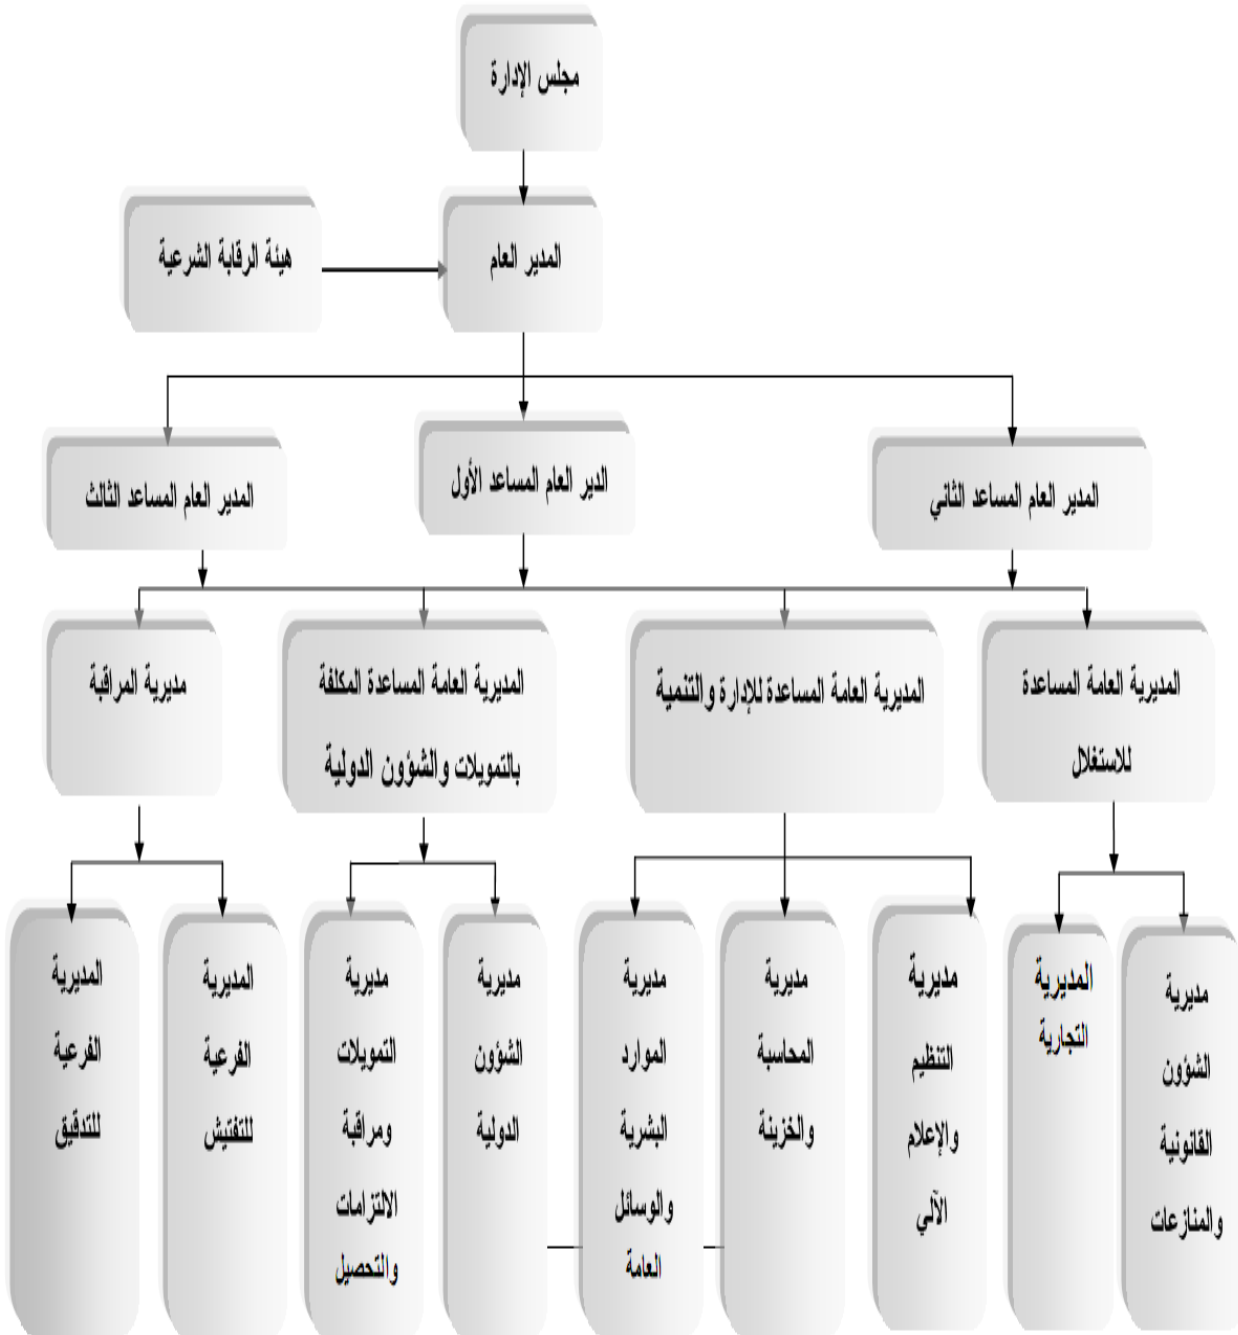 مجلس الإدارة
المدير العام
هيئة الرقابة الشرعية
المدير العام المساعد الثاني
الدير العام المساعد الأول
المدير العام المساعد الثالث
المديرية العامة المساعدة
للاستغلال
المديرية العامة المساعدة للإدارة والتنمية
المديرية العامة المساعدة المكلفة
بالتمويلات والشؤون الدولية
مديرية المراقبة
مديرية
الشؤون
القانونية
والمنازعات
المديرية
التجارية
مديرية
التنظيم
والإعلام
الآلي
مديرية
المحاسبة
والخزينة
مديرية
الموارد
البشرية
والوسائل
العامة
مديرية
الشؤون
الدولية
مديرية
التمويلات
ومراقبة
الالتزامات
والتحصيل
المديرية
الفرعية
للتفتيش
المديرية
الفرعية
للتدقيق